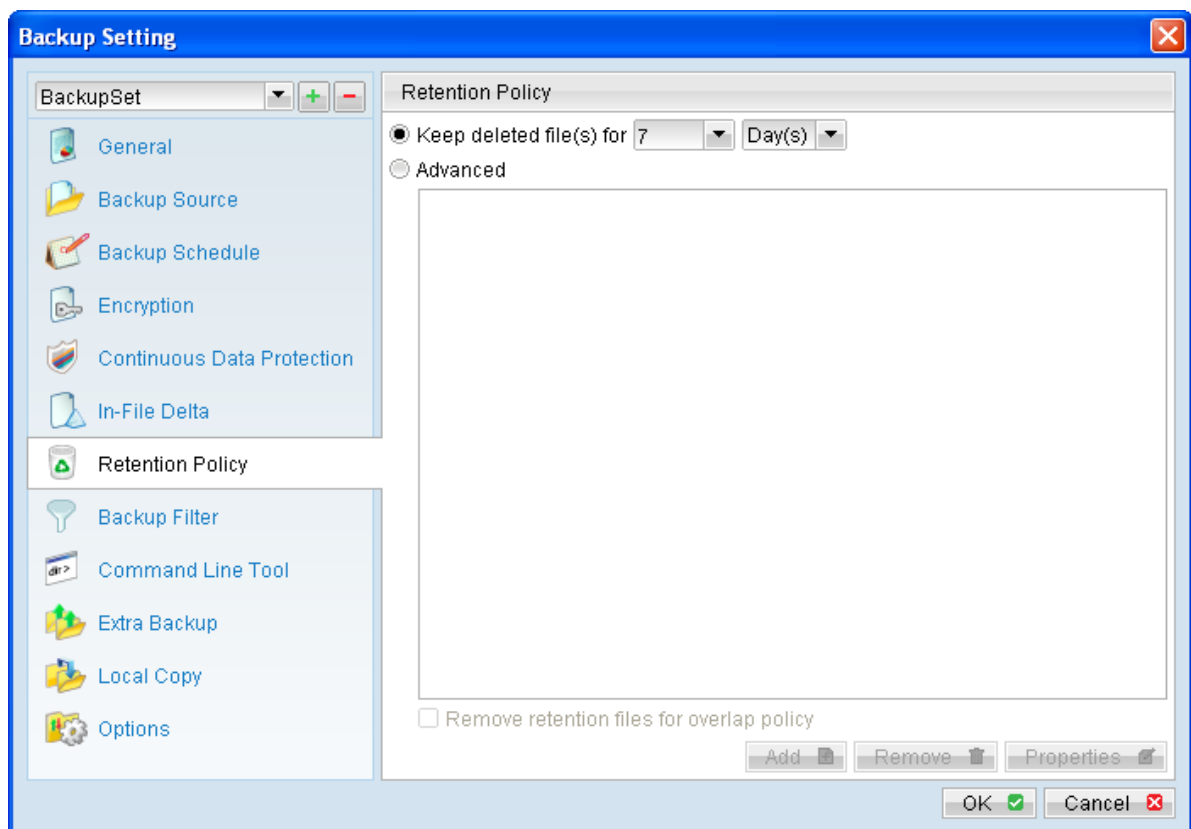 Backup Setting
BackupSet
General
Backup Source
Backup Schedule
Encryption
Continuous Data Protection
In-File Delta
Retention Policy
Backup Filter
dir>
Command Line Tool
Extra Backup
Local Copy
Options
Retention Policy
Keep deleted file(s) for 7 Day(s)
Advanced
Remove retention files for overlap policy
Add Remove Properties
OK Cancel